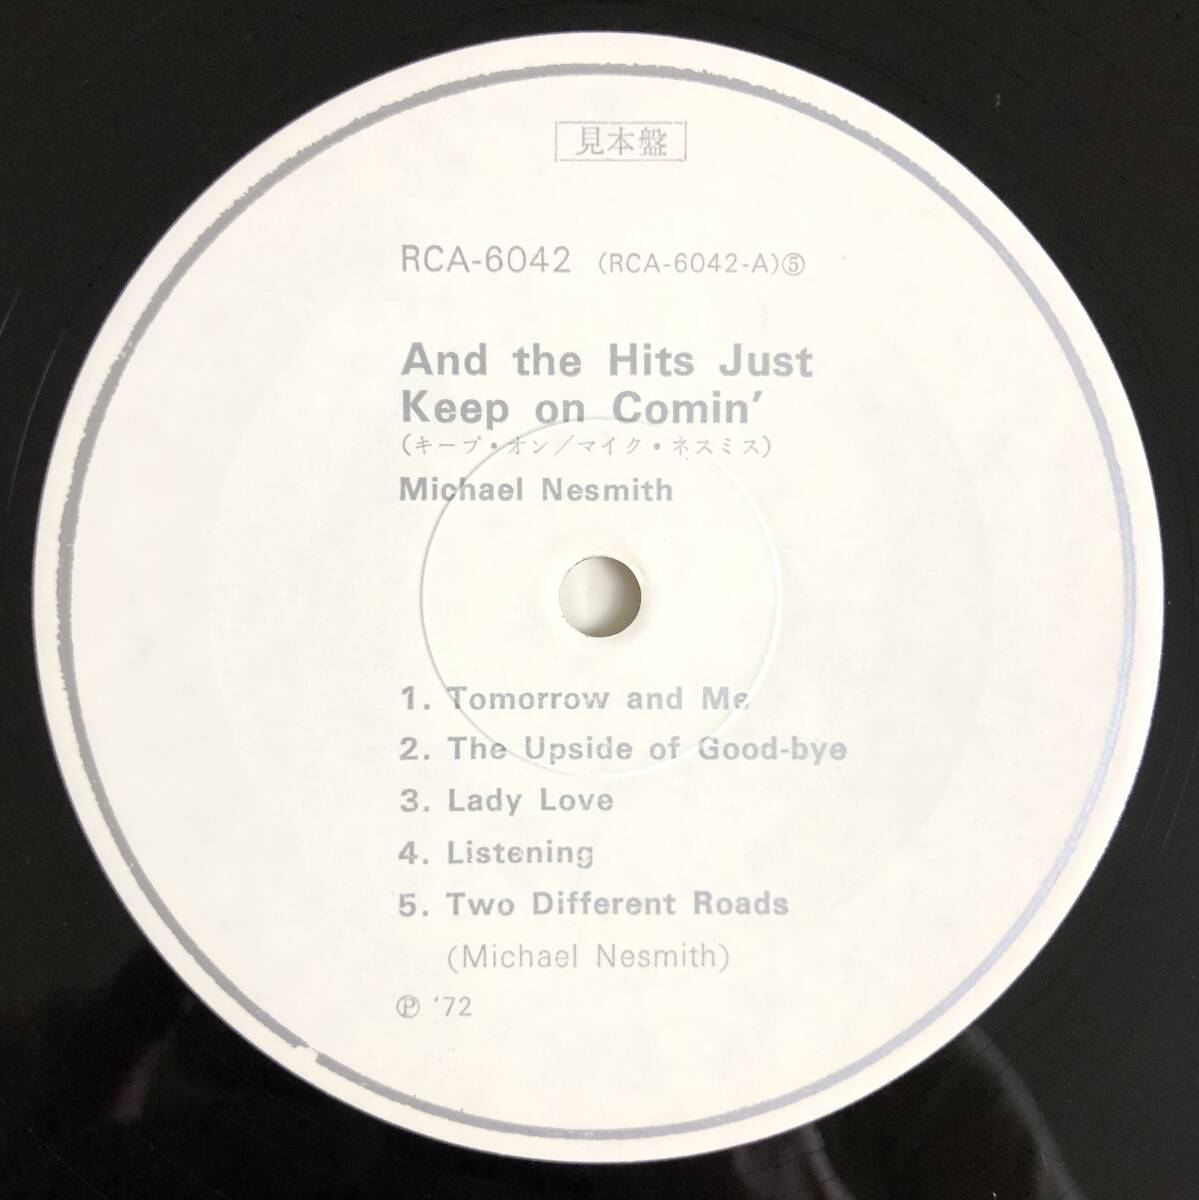 見本盤
RCA-6042 (RCA-6042-A)⑤
And the Hits Just
Keep on Comin'
(キープ・オン/マイク・ネスミス)
Michael Nesmith
1. Tomorrow and Me
2. The Upside of Good-bye
3. Lady Love
4. Listening
5. Two Different Roads
(Michael Nesmith)
Ⓟ '72